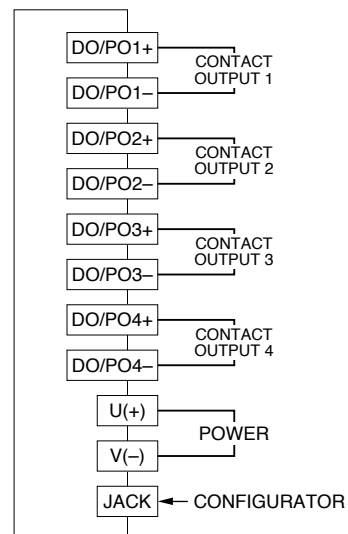 DO/PO1+
CONTACT
OUTPUT 1
DO/PO1–
DO/PO2+
CONTACT
OUTPUT 2
DO/PO2–
DO/PO3+
CONTACT
OUTPUT 3
DO/PO3–
DO/PO4+
CONTACT
OUTPUT 4
DO/PO4–
U(+)
POWER
V(–)
JACK CONFIGURATOR